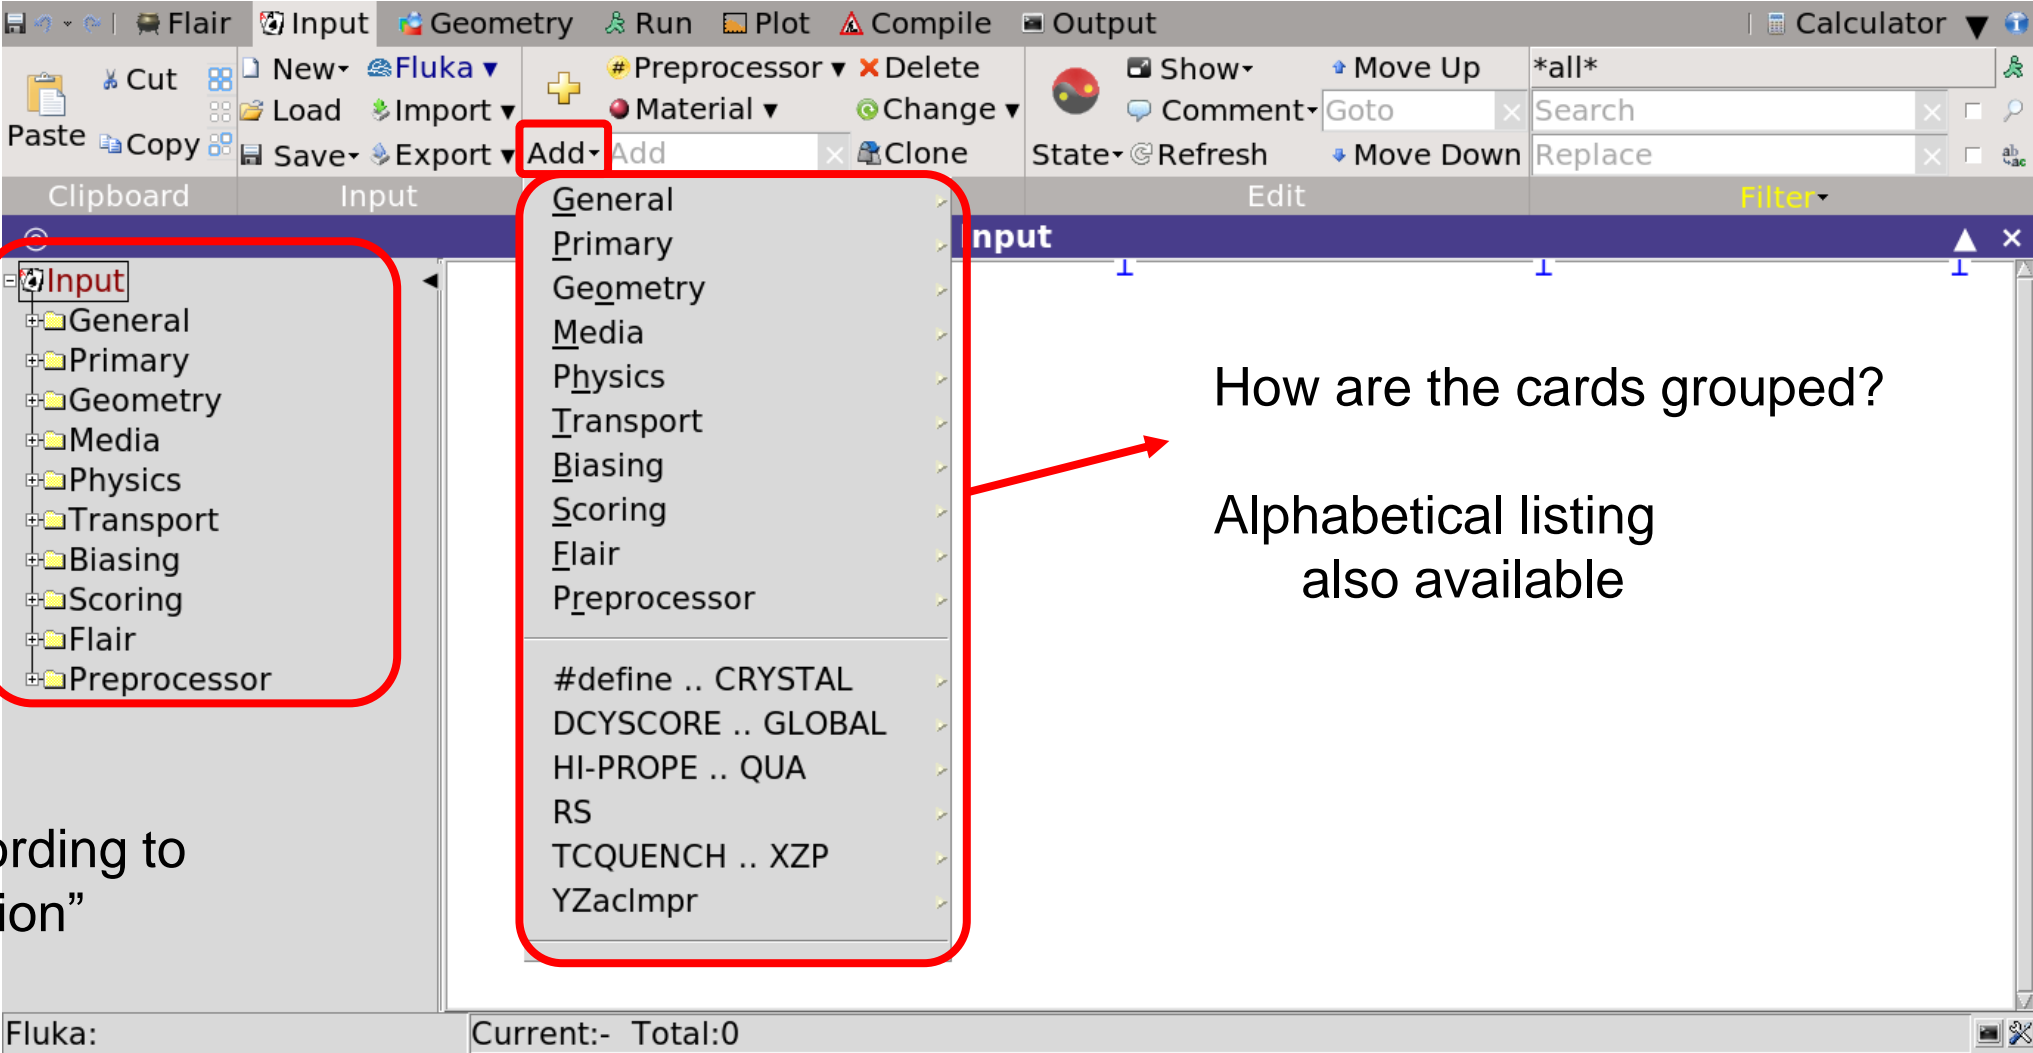 Flair Input Geometry Run Plot Compile Output Calculator
Cut New Fluka Preprocessor Delete Show Move Up *all*
Paste Copy Load Import Material Change Comment Goto Search
Save Export Add Add Clone State Refresh Move Down Replace
Clipboard Input Edit Filter
Input
Input
General
Primary
Geometry
Media
Physics
Transport
Biasing
Scoring
Flair
Preprocessor
General
Primary
Geometry
Media
Physics
Transport
Biasing
Scoring
Flair
Preprocessor
#define .. CRYSTAL
DCYSCORE .. GLOBAL
HI-PROPE .. QUA
RS
TCQUENCH .. XZP
YZacImpr
How are the cards grouped?
Alphabetical listing
also available
ording to
ion”
Fluka: Current:- Total:0